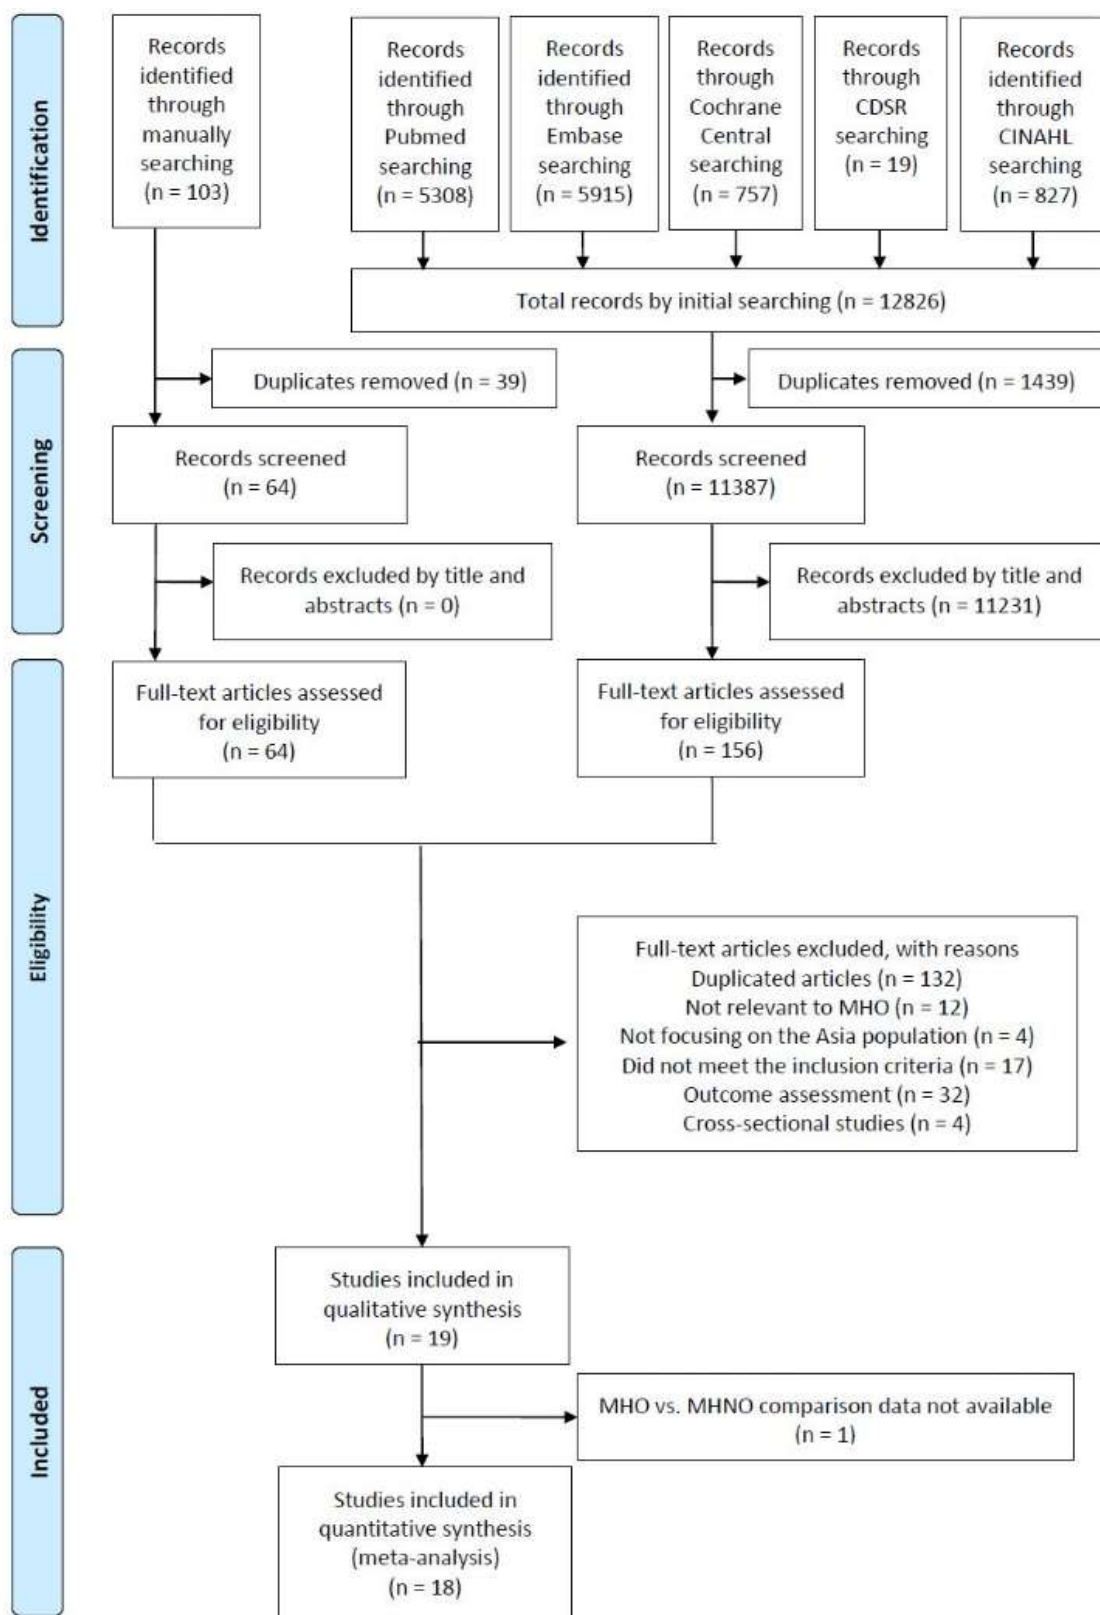 Identification
Records
identified
through
manually
searching
(n = 103)
Records
identified
through
Pubmed
searching
(n = 5308)
Records
identified
through
Embase
searching
(n = 5915)
Records
through
Cochrane
Central
searching
(n = 757)
Records
through
CDSR
searching
(n = 19)
Records
identified
through
CINAHL
searching
(n = 827)
Total records by initial searching (n = 12826)
Screening
Duplicates removed (n = 39)
Duplicates removed (n = 1439)
Records screened
(n = 64)
Records screened
(n = 11387)
Records excluded by title and
abstracts (n = 0)
Records excluded by title and
abstracts (n = 11231)
Eligibility
Full-text articles assessed
for eligibility
(n = 64)
Full-text articles assessed
for eligibility
(n = 156)
Full-text articles excluded, with reasons
Duplicated articles (n = 132)
Not relevant to MHO (n = 12)
Not focusing on the Asia population (n = 4)
Did not meet the inclusion criteria (n = 17)
Outcome assessment (n = 32)
Cross-sectional studies (n = 4)
Included
Studies included in
qualitative synthesis
(n = 19)
MHO vs. MHNO comparison data not available
(n = 1)
Studies included in
quantitative synthesis
(meta-analysis)
(n = 18)